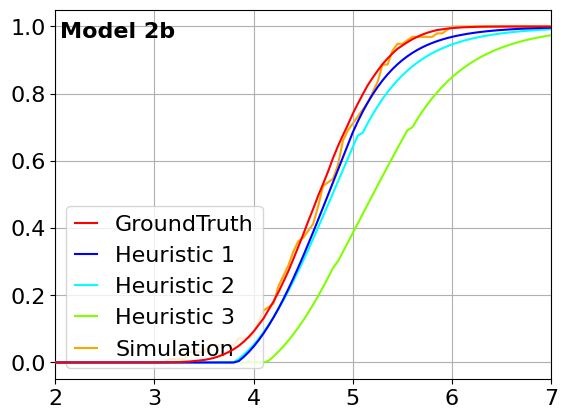 Model 2b
1.0
0.8
0.6
0.4
0.2
0.0
GroundTruth
Heuristic 1
Heuristic 2
Heuristic 3
Simulation
2 3 4 5 6 7